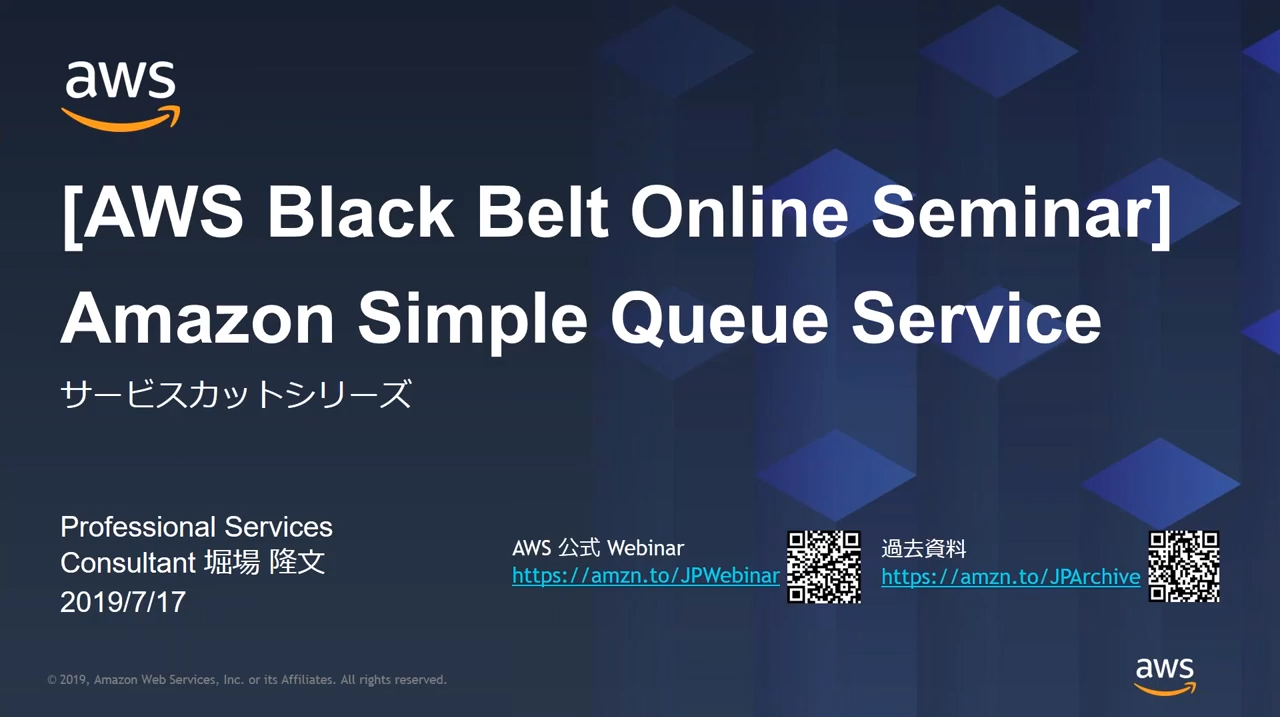 aws
[AWS Black Belt Online Seminar]
Amazon Simple Queue Service
サービスカットシリーズ
Professional Services
Consultant 堀場 隆文
2019/7/17
AWS 公式 Webinar
https://amzn.to/JPWebinar
過去資料
https://amzn.to/JPArchive
© 2019, Amazon Web Services, Inc. or its Affiliates. All rights reserved.
aws